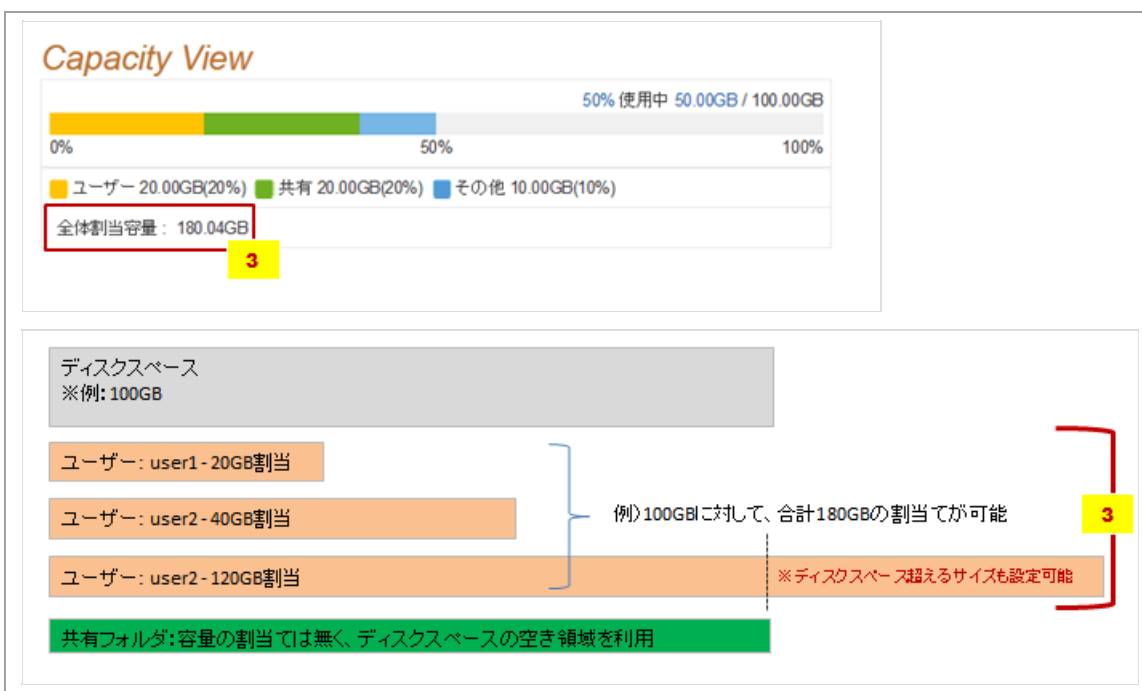 Capacity View
50% 使用中 50.00GB / 100.00GB
0% 50% 100%
ユーザー 20.00GB(20%) 共有 20.00GB(20%) その他 10.00GB(10%)
全体割当容量 : 180.04GB
3
ディスクスペース
※例: 100GB
ユーザー: user1 - 20GB割当
ユーザー: user2 - 40GB割当
例）100GBに対して、合計180GBの割当てが可能
3
ユーザー: user2 - 120GB割当
※ディスクスペース超えるサイズも設定可能
共有フォルダ:容量の割当ては無く、ディスクスペースの空き領域を利用